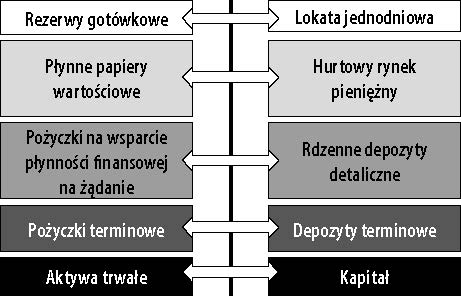 Rezerwy gotówkowe
Lokata jednodniowa
Płynne papiery
wartościowe
Hurtowy rynek
pieniężny
Pożyczki na wsparcie
płynności finansowej
na żądanie
Rdzenne depozyty
detaliczne
Pożyczki terminowe
Depozyty terminowe
Aktywa trwałe
Kapitał